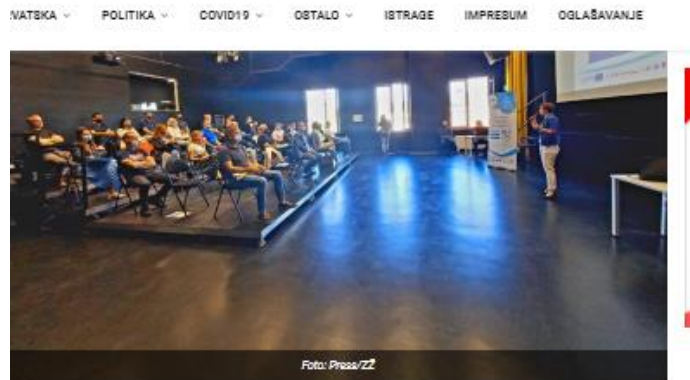 VATSKA POLITIKA COVID19 OSTALO ISTRAGE IMPRESUM OGLAŠAVANJE
Foto: Press/ZŽ